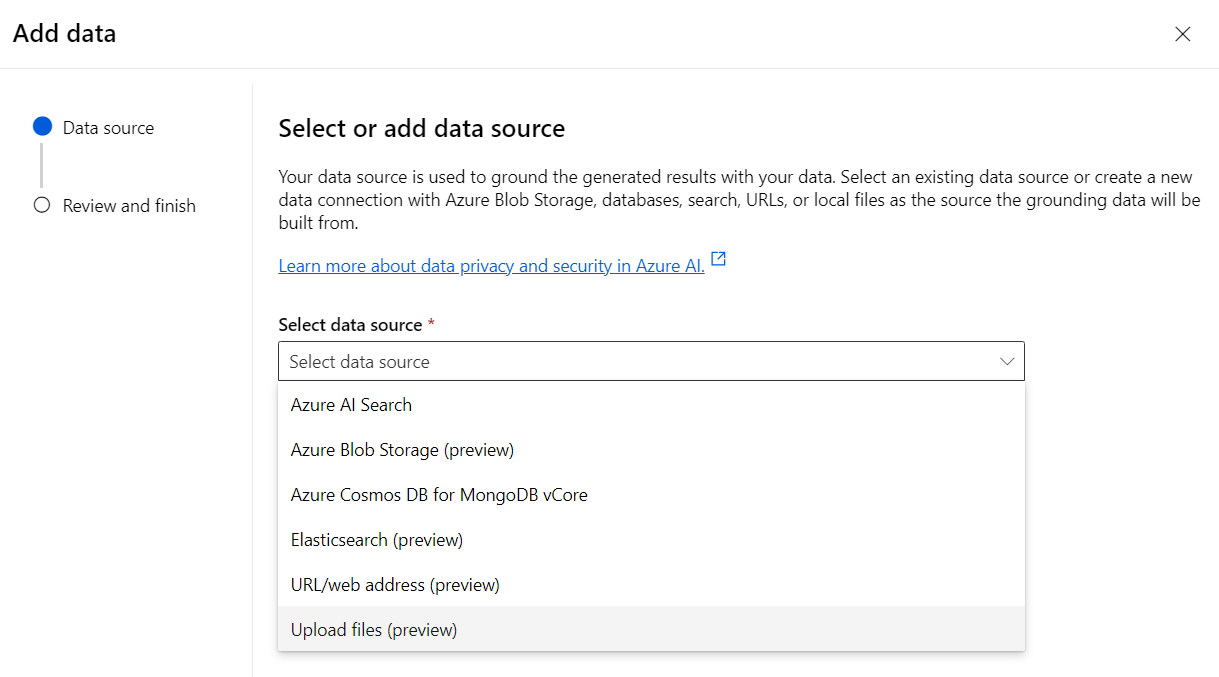 Add data
Data source
Review and finish
Select or add data source
Your data source is used to ground the generated results with your data. Select an existing data source or create a new
data connection with Azure Blob Storage, databases, search, URLs, or local files as the source the grounding data will be
built from.
Learn more about data privacy and security in Azure AI.
Select data source *
Select data source
Azure AI Search
Azure Blob Storage (preview)
Azure Cosmos DB for MongoDB vCore
Elasticsearch (preview)
URL/web address (preview)
Upload files (preview)